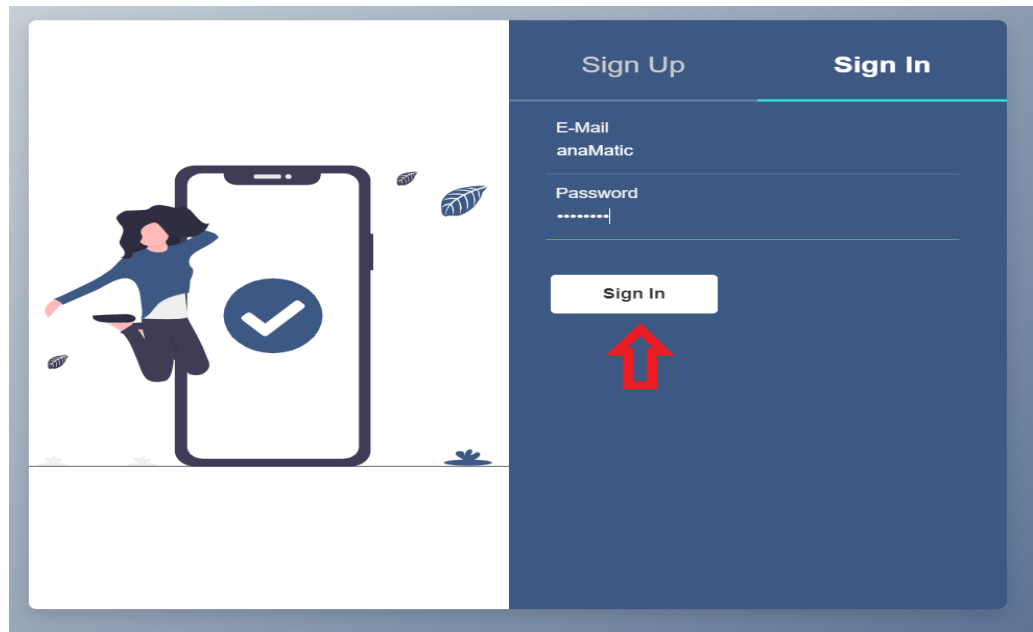 Sign Up
Sign In
E-Mail
anaMatic
Password
••••••••
Sign In